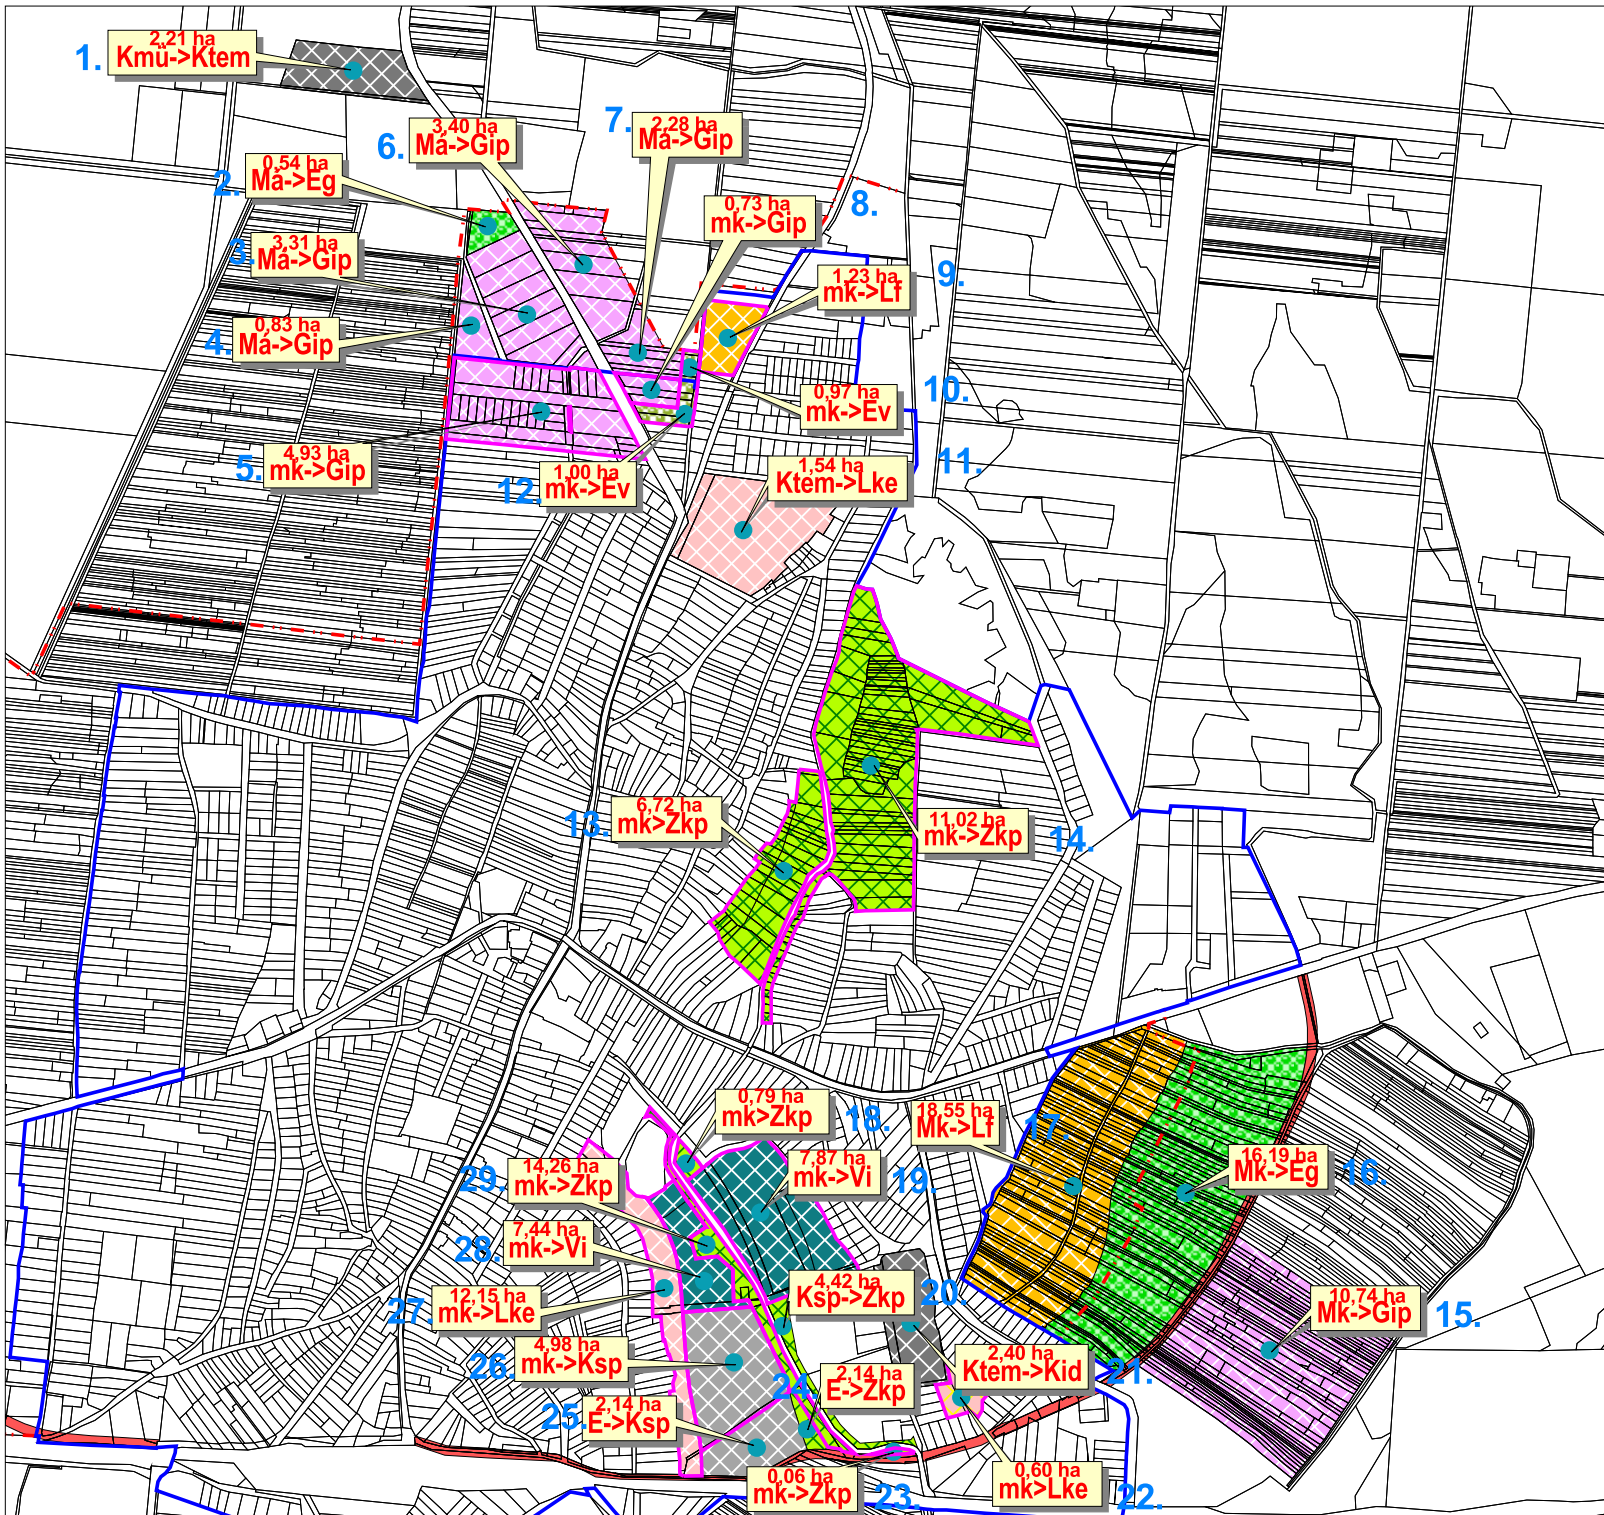 1.
2,21 ha
Kmü->Ktem
2.
0,54 ha
Má->Eg
3.
3,31 ha
Má->Gip
4.
0,83 ha
Má->Gip
5.
4,93 ha
mk->Gip
6.
3,40 ha
Má->Gip
7.
2,28 ha
Má->Gip
8.
0,73 ha
mk->Gip
9.
1,23 ha
mk->Lf
10.
0,97 ha
mk->Ev
11.
1,54 ha
Ktem->Lke
12.
1,00 ha
mk->Ev
13.
6,72 ha
mk>Zkp
14.
11,02 ha
mk->Zkp
15.
10,74 ha
Mk->Gip
16.
16,19 ha
Mk->Eg
17.
18,55 ha
Mk->Lf
18.
0,79 ha
mk>Zkp
19.
7,87 ha
mk->Vi
20.
4,42 ha
Ksp->Zkp
21.
2,40 ha
Ktem->Kid
22.
0,60 ha
mk>Lke
23.
0,06 ha
mk->Zkp
24.
2,14 ha
E->Zkp
25.
2,14 ha
E->Ksp
26.
4,98 ha
mk->Ksp
27.
12,15 ha
mk->Lke
28.
7,44 ha
mk->Vi
29.
14,26 ha
mk->Zkp